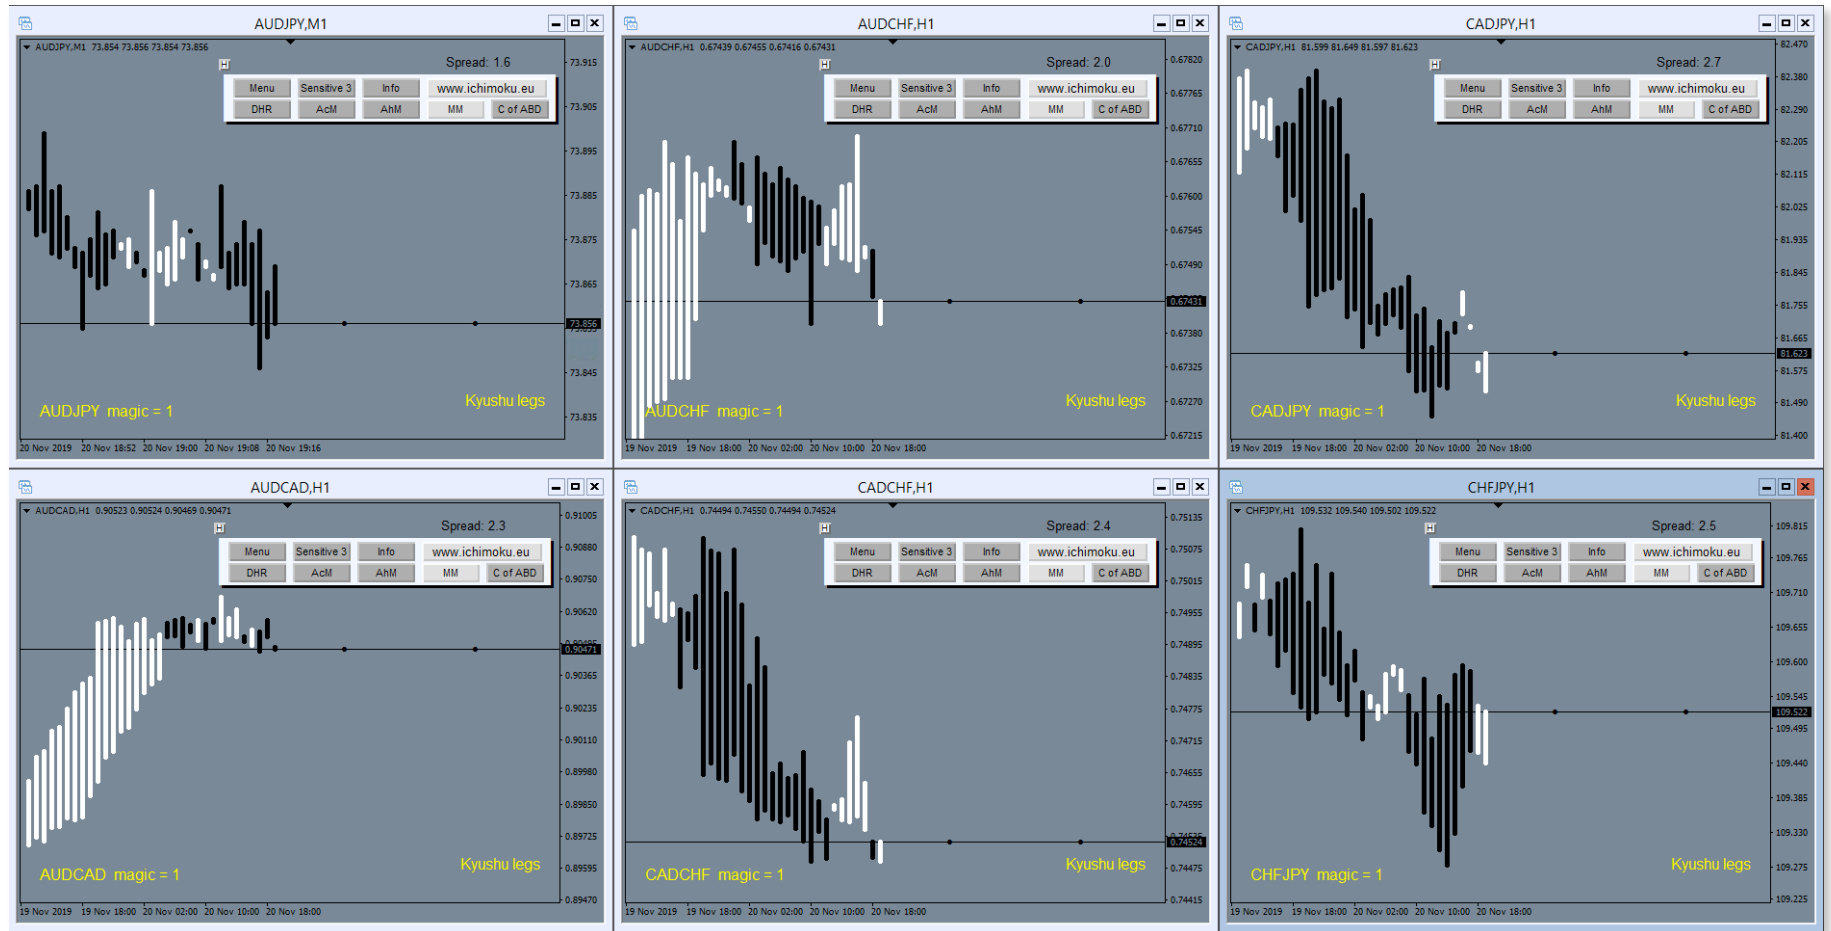 AUDJPY,M1
AUDJPY,M1 73.854 73.856 73.854 73.856
H
Spread: 1.6
Menu Sensitive 3 Info www.ichimoku.eu
DHR AcM AhM MM C of ABD
73.915
73.905
73.895
73.885
73.875
73.865
73.856
73.845
73.835
Kyushu legs
AUDJPY magic = 1
20 Nov 2019 20 Nov 18:52 20 Nov 19:00 20 Nov 19:08 20 Nov 19:16
AUDCHF,H1
AUDCHF,H1 0.67439 0.67455 0.67416 0.67431
H
Spread: 2.0
Menu Sensitive 3 Info www.ichimoku.eu
DHR AcM AhM MM C of ABD
0.67820
0.67765
0.67710
0.67655
0.67600
0.67545
0.67490
0.67431
0.67380
0.67325
0.67270
0.67215
Kyushu legs
AUDCHF magic = 1
19 Nov 2019 19 Nov 18:00 20 Nov 02:00 20 Nov 10:00 20 Nov 18:00
CADJPY,H1
CADJPY,H1 81.599 81.649 81.597 81.623
H
Spread: 2.7
Menu Sensitive 3 Info www.ichimoku.eu
DHR AcM AhM MM C of ABD
82.470
82.380
82.290
82.205
82.115
82.025
81.935
81.845
81.755
81.665
81.623
81.575
81.490
81.400
Kyushu legs
CADJPY magic = 1
19 Nov 2019 19 Nov 18:00 20 Nov 02:00 20 Nov 10:00 20 Nov 18:00
AUDCAD,H1
AUDCAD,H1 0.90523 0.90524 0.90469 0.90471
H
Spread: 2.3
Menu Sensitive 3 Info www.ichimoku.eu
DHR AcM AhM MM C of ABD
0.91005
0.90880
0.90750
0.90620
0.90495
0.90471
0.90365
0.90235
0.90110
0.89980
0.89850
0.89725
0.89595
0.89470
Kyushu legs
AUDCAD magic = 1
19 Nov 2019 19 Nov 18:00 20 Nov 02:00 20 Nov 10:00 20 Nov 18:00
CADCHF,H1
CADCHF,H1 0.74494 0.74550 0.74494 0.74524
H
Spread: 2.4
Menu Sensitive 3 Info www.ichimoku.eu
DHR AcM AhM MM C of ABD
0.75135
0.75075
0.75015
0.74955
0.74895
0.74835
0.74775
0.74715
0.74655
0.74595
0.74524
0.74475
0.74415
Kyushu legs
CADCHF magic = 1
19 Nov 2019 19 Nov 18:00 20 Nov 02:00 20 Nov 10:00 20 Nov 18:00
CHFJPY,H1
CHFJPY,H1 109.532 109.540 109.502 109.522
H
Spread: 2.5
Menu Sensitive 3 Info www.ichimoku.eu
DHR AcM AhM MM C of ABD
109.815
109.765
109.710
109.655
109.600
109.545
109.522
109.495
109.440
109.385
109.330
109.275
109.225
Kyushu legs
CHFJPY magic = 1
19 Nov 2019 19 Nov 18:00 20 Nov 02:00 20 Nov 10:00 20 Nov 18:00